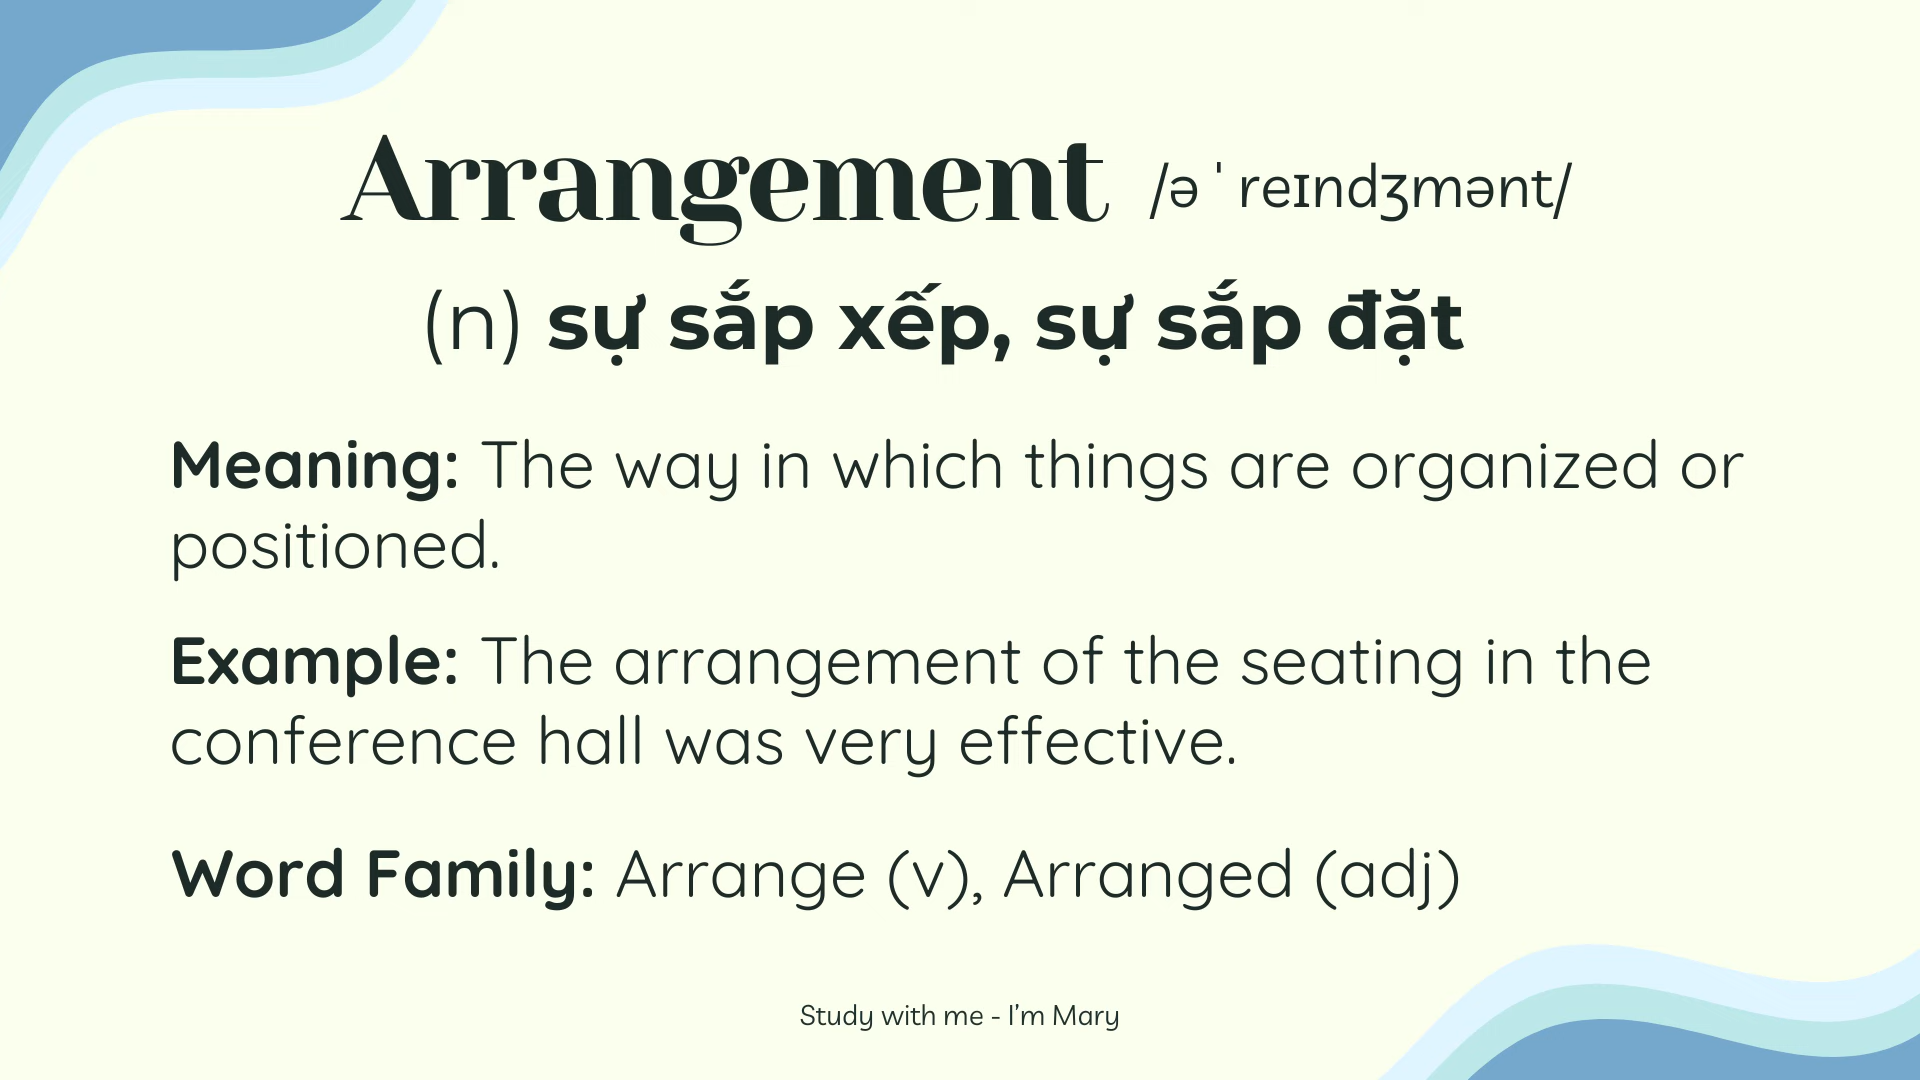 Arrangement /ə ˈ reɪndʒmənt/
(n) sự sắp xếp, sự sắp đặt
Meaning: The way in which things are organized or
positioned.
Example: The arrangement of the seating in the
conference hall was very effective.
Word Family: Arrange (v), Arranged (adj)
Study with me - I'm Mary